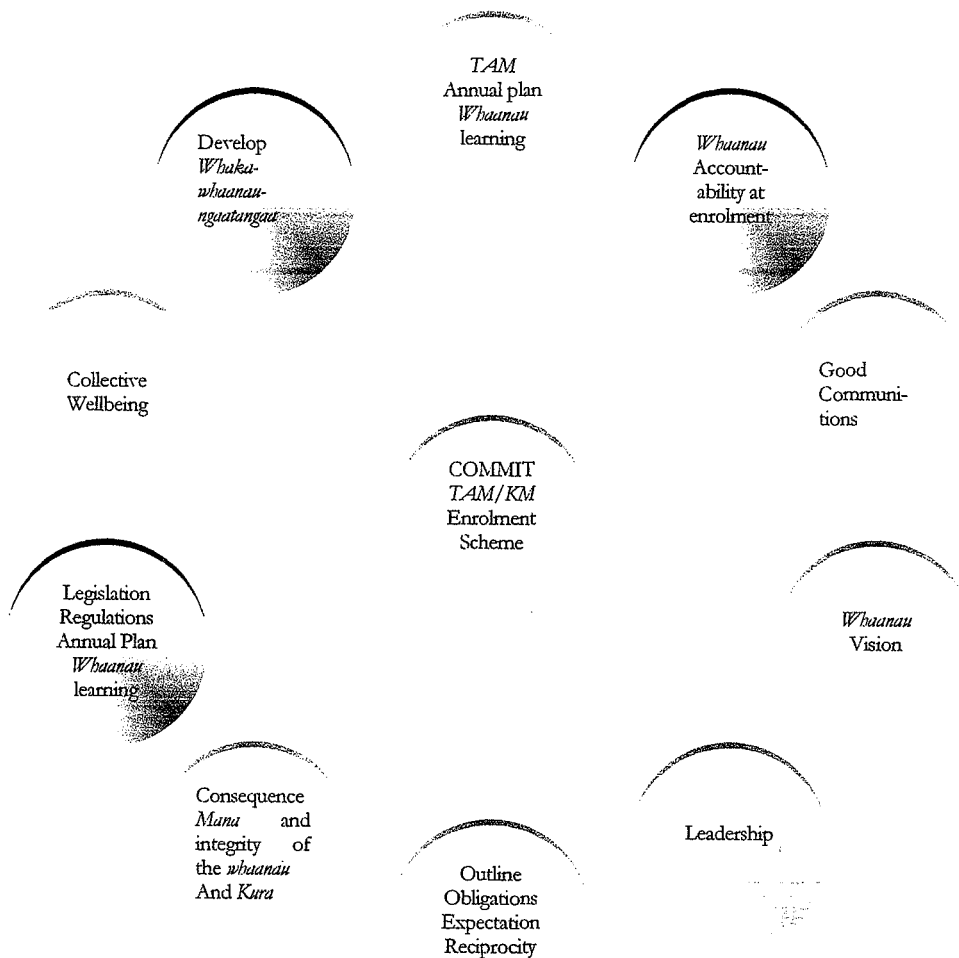 TAM
Annual plan
Whaanau
learning
Develop
Whaka-
whaanau-
ngaatangaa
Whaanau
Account-
ability at
enrolment
Collective
Wellbeing
Good
Communi-
tions
COMMIT
TAM/KM
Enrolment
Scheme
Legislation
Regulations
Annual Plan
Whaanau
learning
Whaanau
Vision
Consequence
Mana and
integrity of
the whaanau
And Kura
Leadership
Outline
Obligations
Expectation
Reciprocity